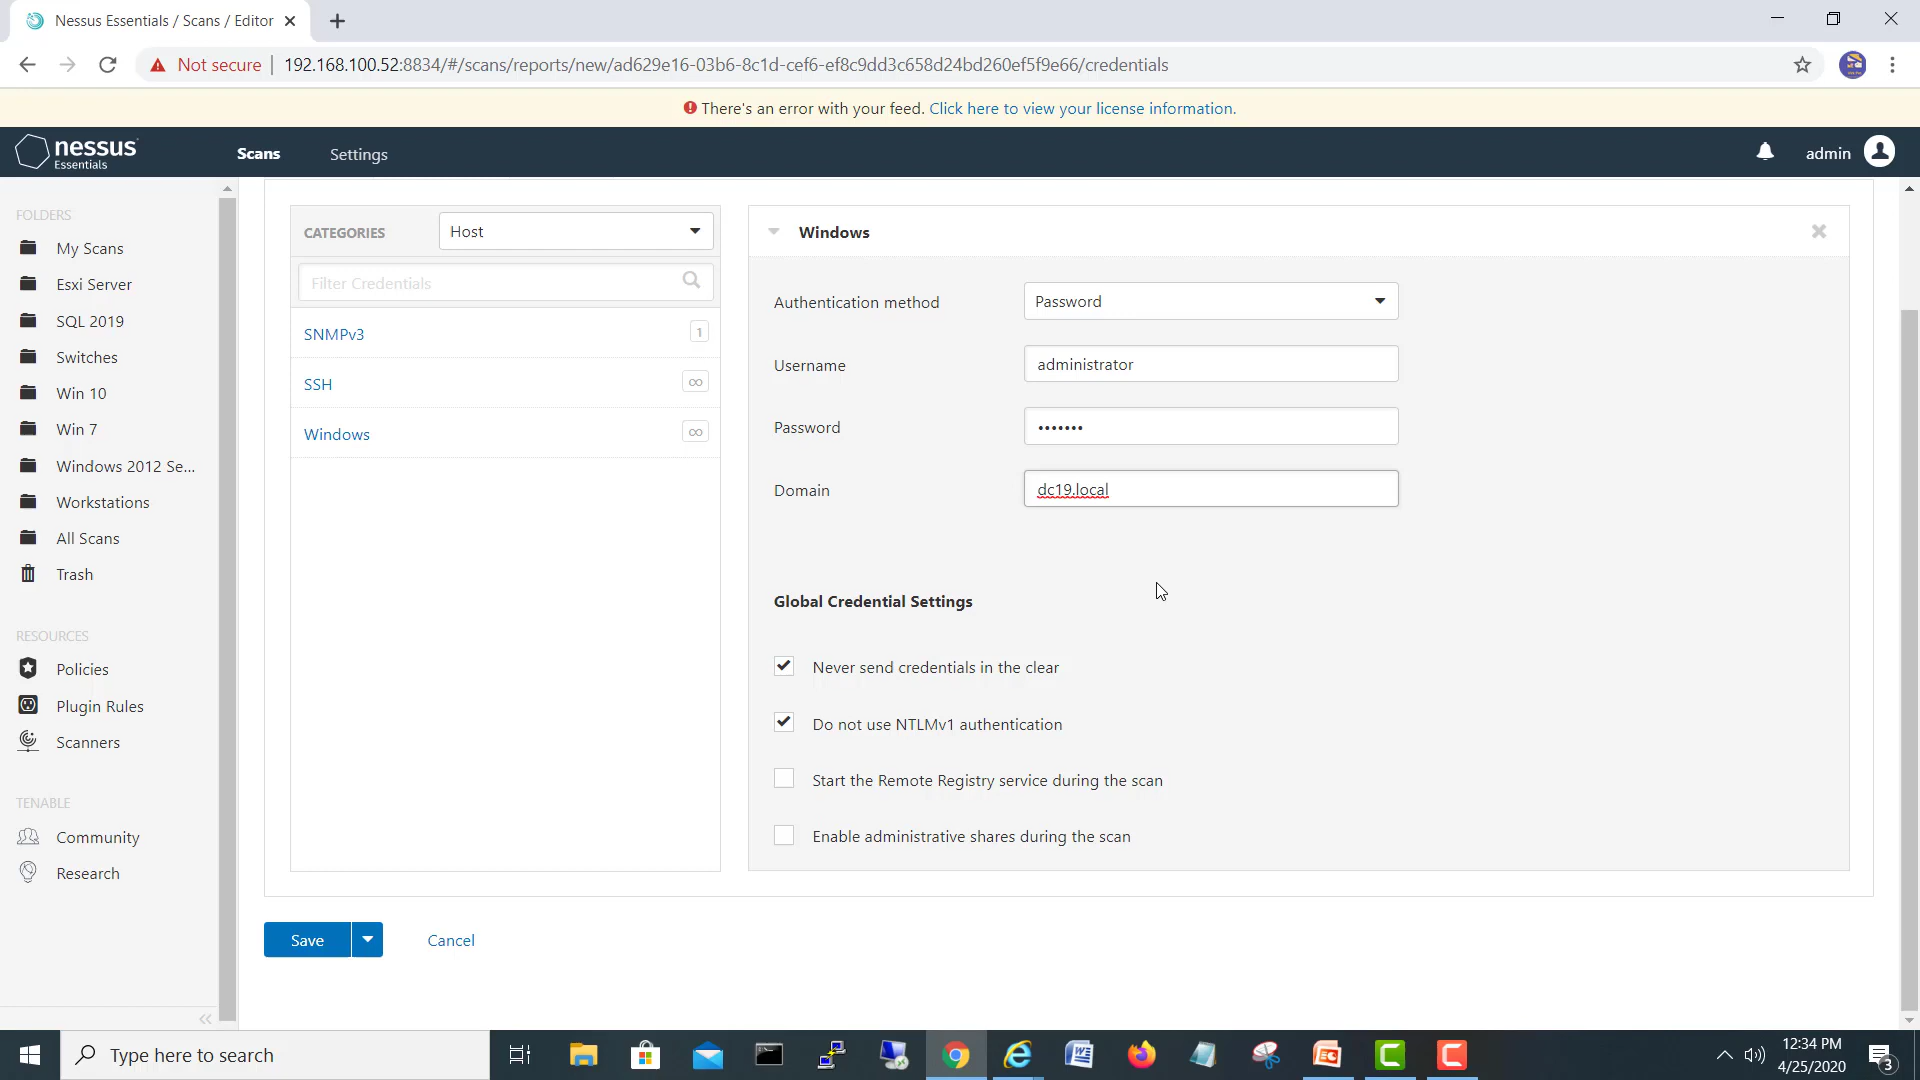 Nessus Essentials / Scans / Editor
Not secure
192.168.100.52:8834/#/scans/reports/new/ad629e16-03b6-8c1d-cef6-ef8c9dd3c658d24bd260ef5f9e66/credentials
There's an error with your feed. Click here to view your license information.
nessus
Essentials
Scans
Settings
admin
FOLDERS
My Scans
Esxi Server
SQL 2019
Switches
Win 10
Win 7
Windows 2012 Se...
Workstations
All Scans
Trash
RESOURCES
Policies
Plugin Rules
Scanners
TENABLE
Community
Research
CATEGORIES
Host
Filter Credentials
SNMPv3
1
SSH
∞
Windows
∞
Windows
Authentication method
Password
Username
administrator
Password
•••••••
Domain
dc19.local
Global Credential Settings
Never send credentials in the clear
Do not use NTLMv1 authentication
Start the Remote Registry service during the scan
Enable administrative shares during the scan
Save
Cancel
Type here to search
12:34 PM
4/25/2020
3